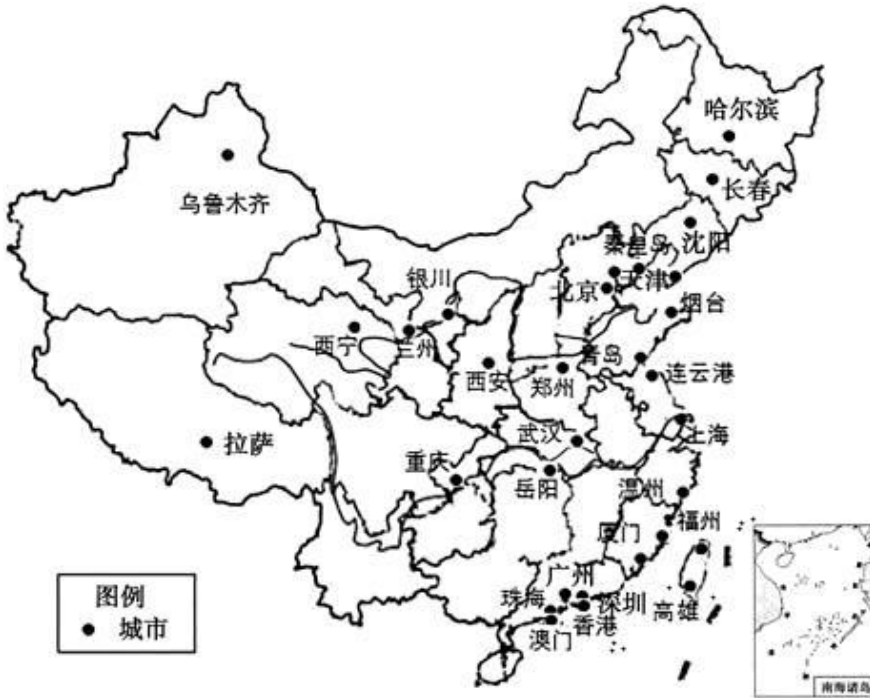 哈尔滨
长春
乌鲁木齐
秦皇岛
沈阳
银川
北京
天津
烟台
西宁
兰州
青岛
西安
郑州
连云港
武汉
上海
拉萨
重庆
岳阳
温州
厦门
福州
广州
珠海
深圳
香港
高雄
澳门
图例
城市
南海诸岛